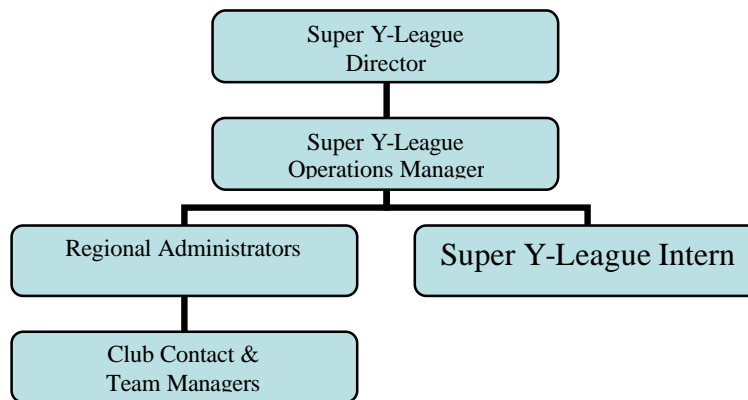 Super Y-League
Director
Super Y-League
Operations Manager
Regional Administrators
Super Y-League Intern
Club Contact &
Team Managers